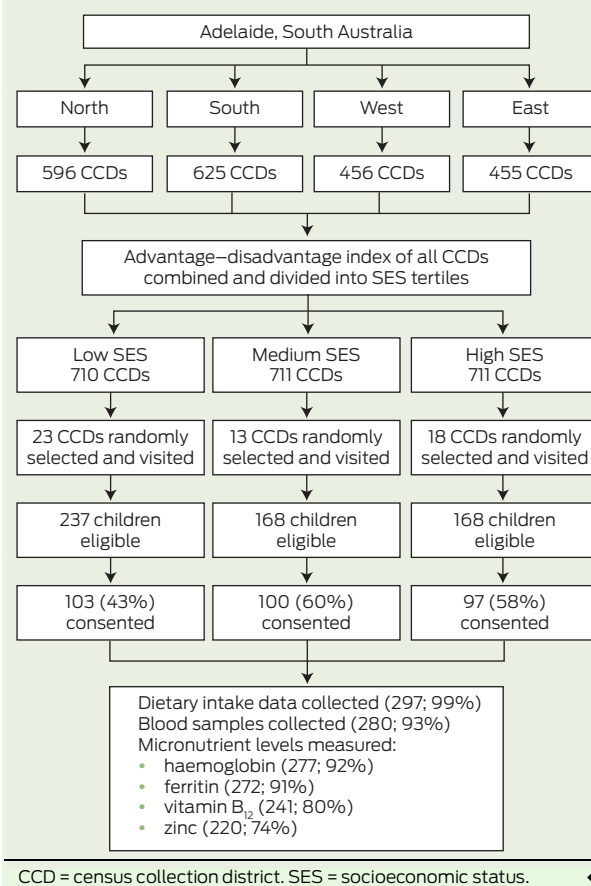 Adelaide, South Australia
North
South
West
East
596 CCDs
625 CCDs
456 CCDs
455 CCDs
Advantage–disadvantage index of all CCDs
combined and divided into SES tertiles
Low SES
710 CCDs
Medium SES
711 CCDs
High SES
711 CCDs
23 CCDs randomly
selected and visited
13 CCDs randomly
selected and visited
18 CCDs randomly
selected and visited
237 children
eligible
168 children
eligible
168 children
eligible
103 (43%)
consented
100 (60%)
consented
97 (58%)
consented
Dietary intake data collected (297; 99%)
Blood samples collected (280; 93%)
Micronutrient levels measured:
• haemoglobin (277; 92%)
• ferritin (272; 91%)
• vitamin B₁₂ (241; 80%)
• zinc (220; 74%)
CCD = census collection district. SES = socioeconomic status.